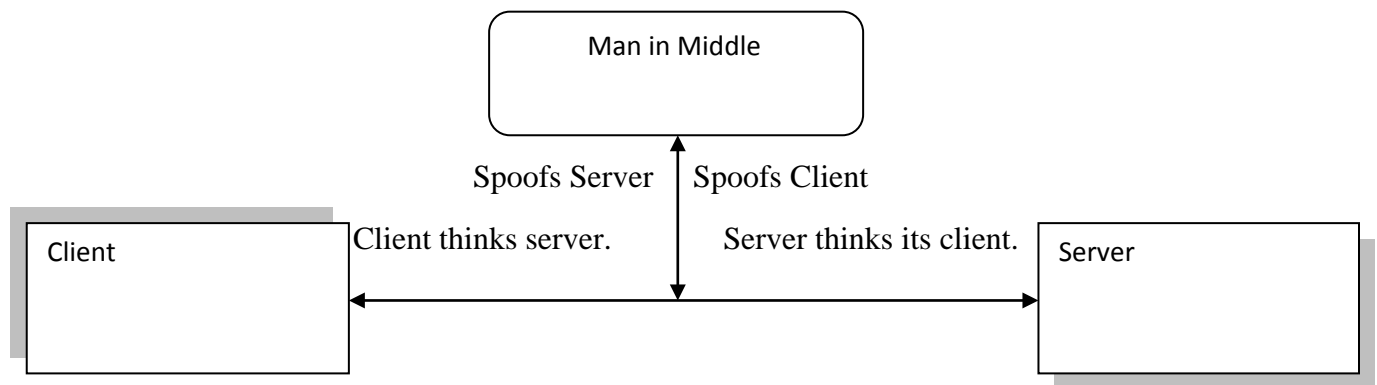 Man in Middle
Spoofs Server
Spoofs Client
Client
Client thinks server.
Server thinks its client.
Server